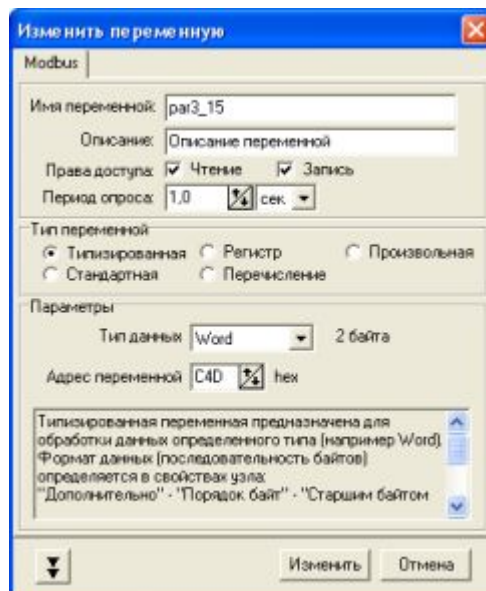 Изменить переменную
Modbus
Имя переменной: par3_15
Описание: Описание переменной
Права доступа: Чтение Запись
Период опроса: 1,0 сек
Тип переменной
Типизированная Регистр Произвольная
Стандартная Перечисление
Параметры
Тип данных Word 2 байта
Адрес переменной C4D hex
Типизированная переменная предназначена для
обработки данных определенного типа (например Word)
Формат данных (последовательность байтов)
определяется в свойствах узла:
"Дополнительно" - "Порядок байт" - "Старшим байтом
Изменить Отмена